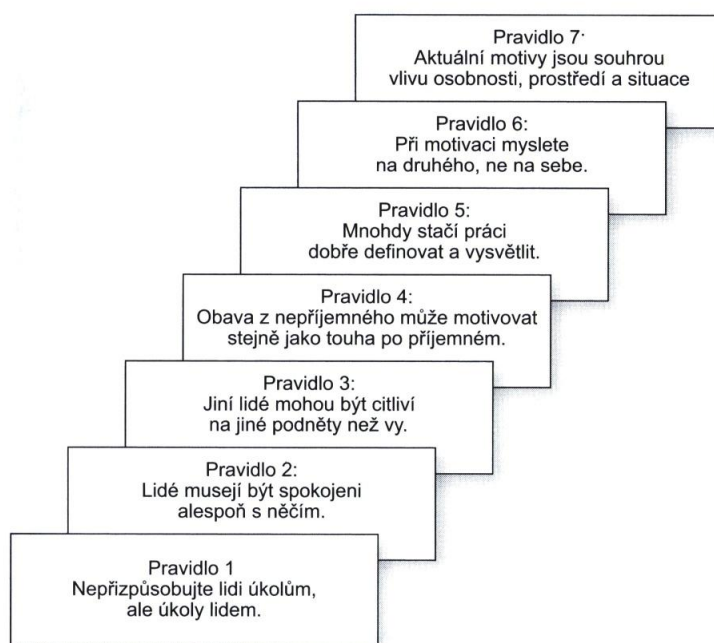 Pravidlo 7·
Aktuální motivy jsou souhrou
vlivu osobnosti, prostředí a situace
Pravidlo 6:
Při motivaci myslete
na druhého, ne na sebe.
Pravidlo 5:
Mnohdy stačí práci
dobře definovat a vysvětlit.
Pravidlo 4:
Obava z nepříjemného může motivovat
stejně jako touha po příjemném.
Pravidlo 3:
Jiní lidé mohou být citliví
na jiné podněty než vy.
Pravidlo 2:
Lidé musejí být spokojeni
alespoň s něčím.
Pravidlo 1
Nepřizpůsobujte lidi úkolům,
ale úkoly lidem.